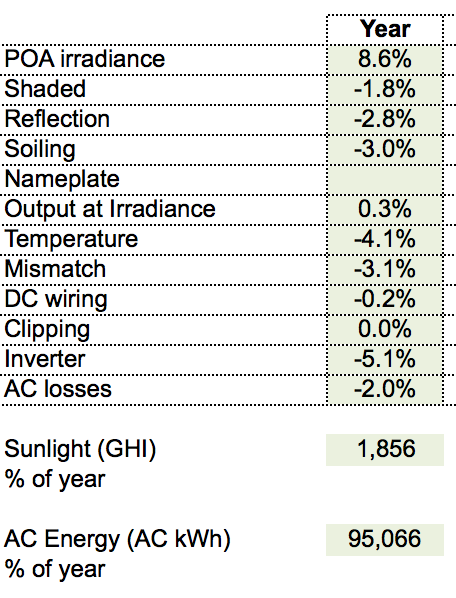 Year
POA irradiance 8.6%
Shaded -1.8%
Reflection -2.8%
Soiling -3.0%
Nameplate
Output at Irradiance 0.3%
Temperature -4.1%
Mismatch -3.1%
DC wiring -0.2%
Clipping 0.0%
Inverter -5.1%
AC losses -2.0%
Sunlight (GHI) 1,856
% of year
AC Energy (AC kWh) 95,066
% of year